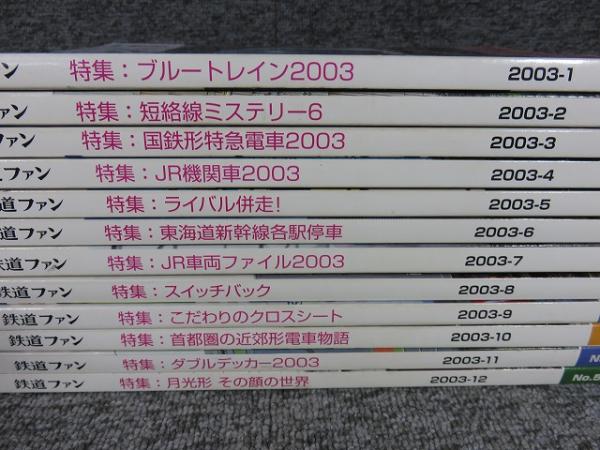 ファン 特集：ブルートレイン2003 2003-1
ファン 特集：短絡線ミステリー6 2003-2
ファン 特集：国鉄形特急電車2003 2003-3
ファン 特集：JR機関車2003 2003-4
道ファン 特集：ライバル併走! 2003-5
道ファン 特集：東海道新幹線各駅停車 2003-6
鉄道ファン 特集：JR車両ファイル2003 2003-7
鉄道ファン 特集：スイッチバック 2003-8
鉄道ファン 特集：こだわりのクロスシート 2003-9
鉄道ファン 特集：首都圏の近郊形電車物語 2003-10
鉄道ファン 特集：ダブルデッカー2003 2003-11
鉄道ファン 特集：月光形 その顔の世界 2003-12 No.5